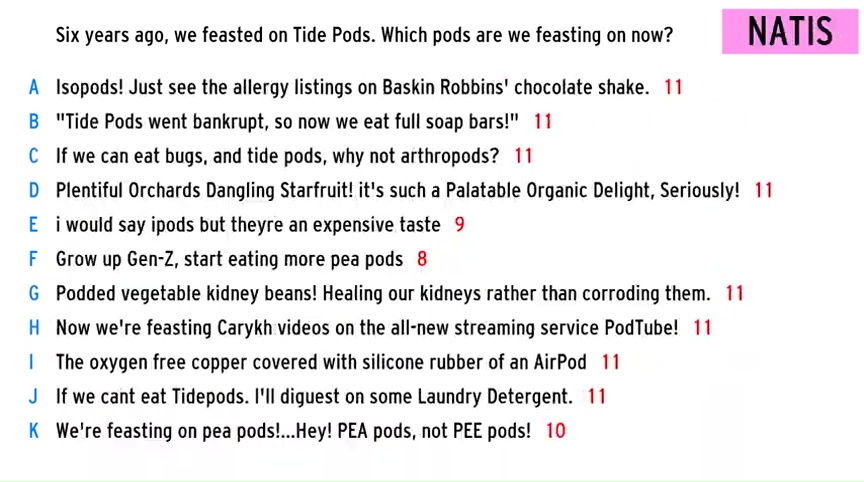 Six years ago, we feasted on Tide Pods. Which pods are we feasting on now?
NATIS
A Isopods! Just see the allergy listings on Baskin Robbins' chocolate shake. 11
B "Tide Pods went bankrupt, so now we eat full soap bars!" 11
C If we can eat bugs, and tide pods, why not arthropods? 11
D Plentiful Orchards Dangling Starfruit! it's such a Palatable Organic Delight, Seriously! 11
E i would say ipods but theyre an expensive taste 9
F Grow up Gen-Z, start eating more pea pods 8
G Podded vegetable kidney beans! Healing our kidneys rather than corroding them. 11
H Now we're feasting Carykh videos on the all-new streaming service PodTube! 11
I The oxygen free copper covered with silicone rubber of an AirPod 11
J If we cant eat Tidepods. I'll diguest on some Laundry Detergent. 11
K We're feasting on pea pods!...Hey! PEA pods, not PEE pods! 10